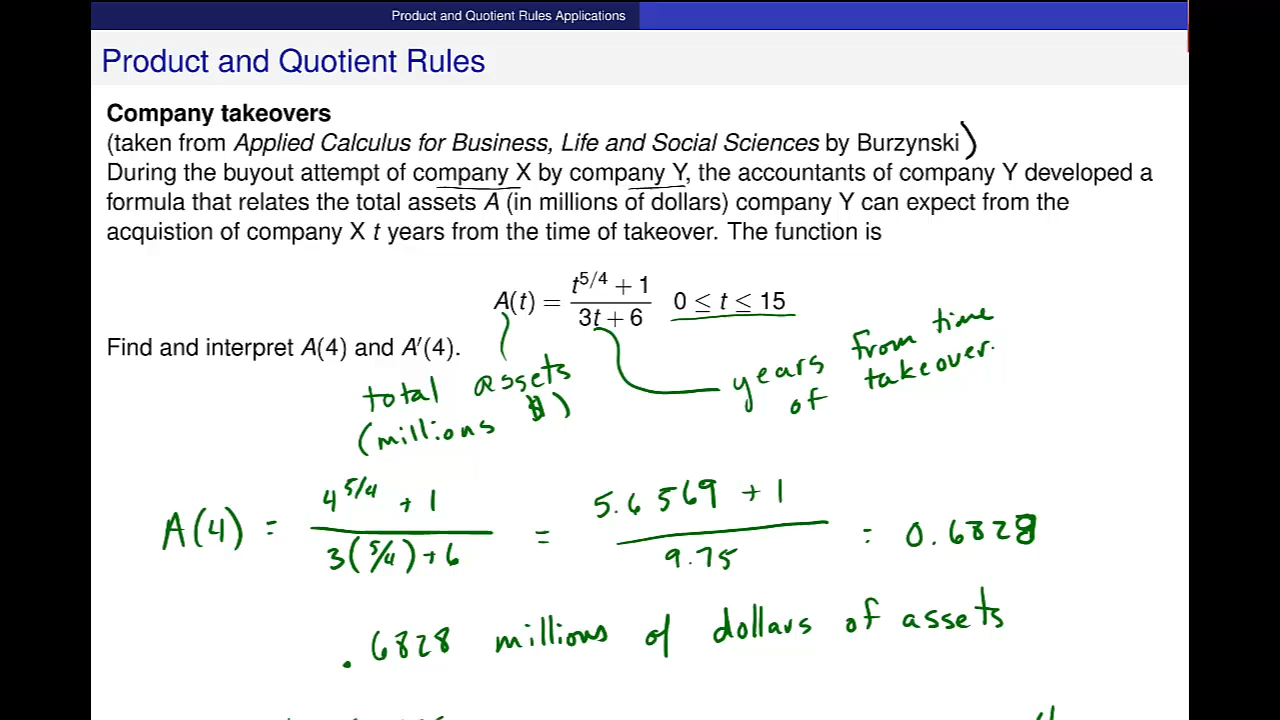 Product and Quotient Rules Applications
Product and Quotient Rules
Company takeovers
(taken from Applied Calculus for Business, Life and Social Sciences by Burzynski)
During the buyout attempt of company X by company Y, the accountants of company Y developed a
formula that relates the total assets A (in millions of dollars) company Y can expect from the
acquistion of company X t years from the time of takeover. The function is
A(t) = (t^{5/4} + 1)/(3t + 6) 0 ≤ t ≤ 15
Find and interpret A(4) and A′(4).
total assets
(millions $)
years from time
of takeover.
A(4) = (4^{5/4} + 1)/(3(5/4) + 6) = (5.6569 + 1)/9.75 = 0.6828
.6828 millions of dollars of assets